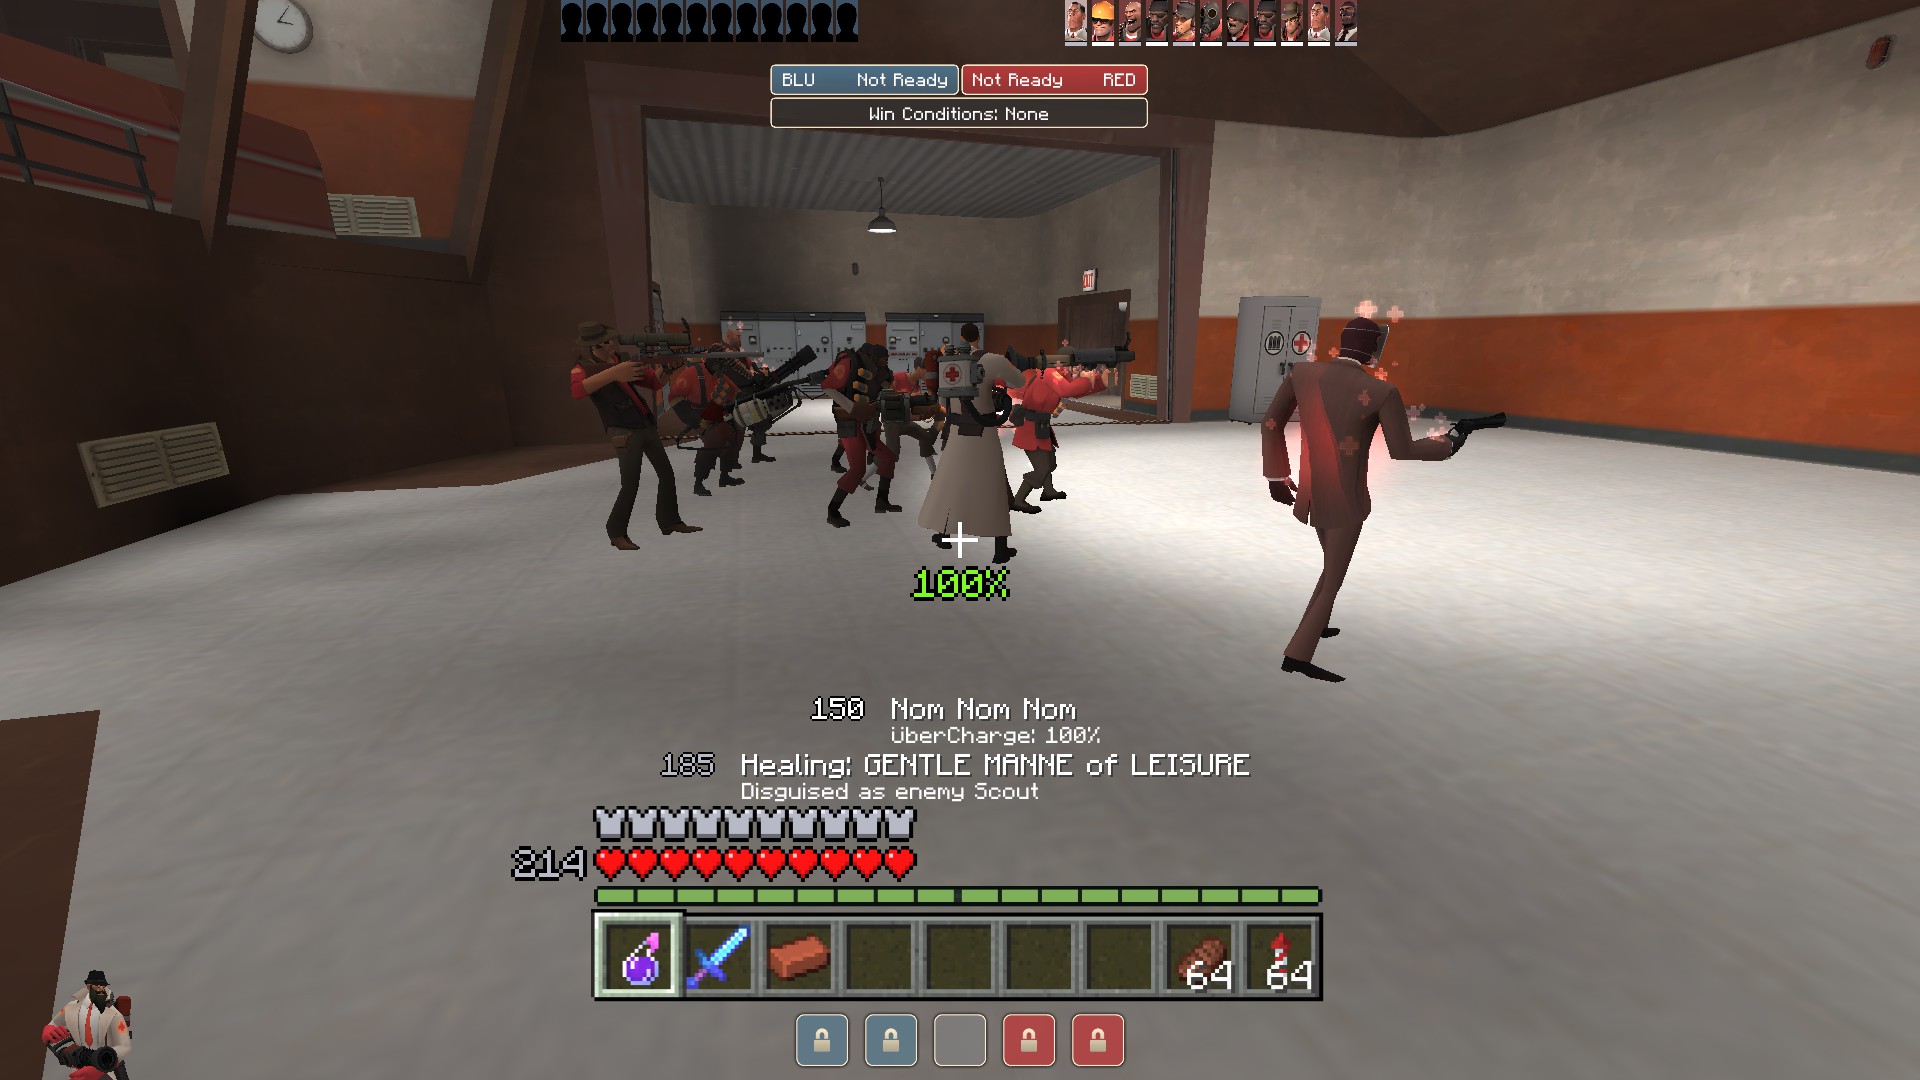 BLU Not Ready Not Ready RED
Win Conditions: None
100%
150 Nom Nom Nom
ÜberCharge: 100%
185 Healing: GENTLE MANNE of LEISURE
Disguised as enemy Scout
214
64 64